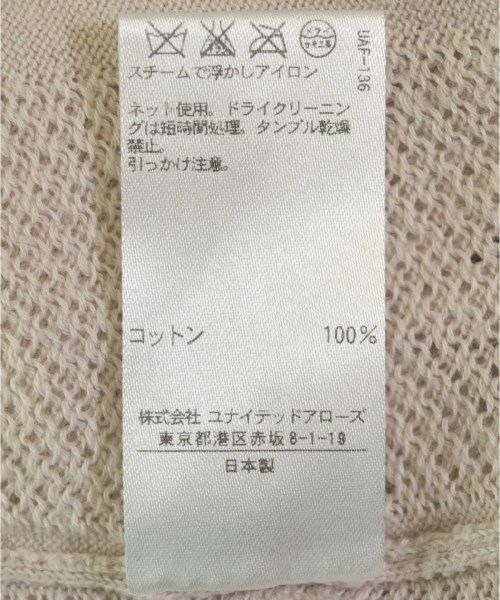 UAF-136
スチームで浮かしアイロン
ネット使用。ドライクリーニン
グは短時間処理。タンブル乾燥
禁止。
引っかけ注意。
コットン 100%
株式会社 ユナイテッドアローズ
東京都港区赤坂8-1-19
日本製